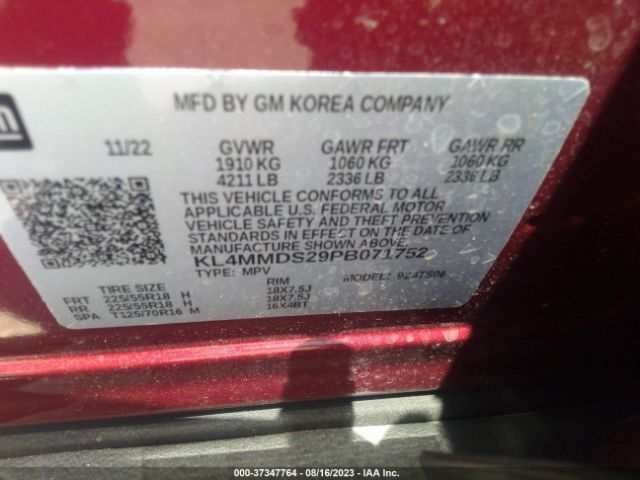 MFD BY GM KOREA COMPANY
11/22 GVWR GAWR FRT GAWR RR
1910 KG 1060 KG 1060 KG
4211 LB 2336 LB 2336 LB
THIS VEHICLE CONFORMS TO ALL
APPLICABLE U.S. FEDERAL MOTOR
VEHICLE SAFETY AND THEFT PREVENTION
STANDARDS IN EFFECT ON THE DATE OF
MANUFACTURE SHOWN ABOVE.
KL4MMDS29PB071752
TYPE: MPV MODEL: 924TS06
TIRE SIZE RIM
FRT 225/55R18 H 18X7.5J
RR 225/55R18 H 18X7.5J
SPA T125/70R16 M 16X4BT
000-37347764 - 08/16/2023 - IAA Inc.